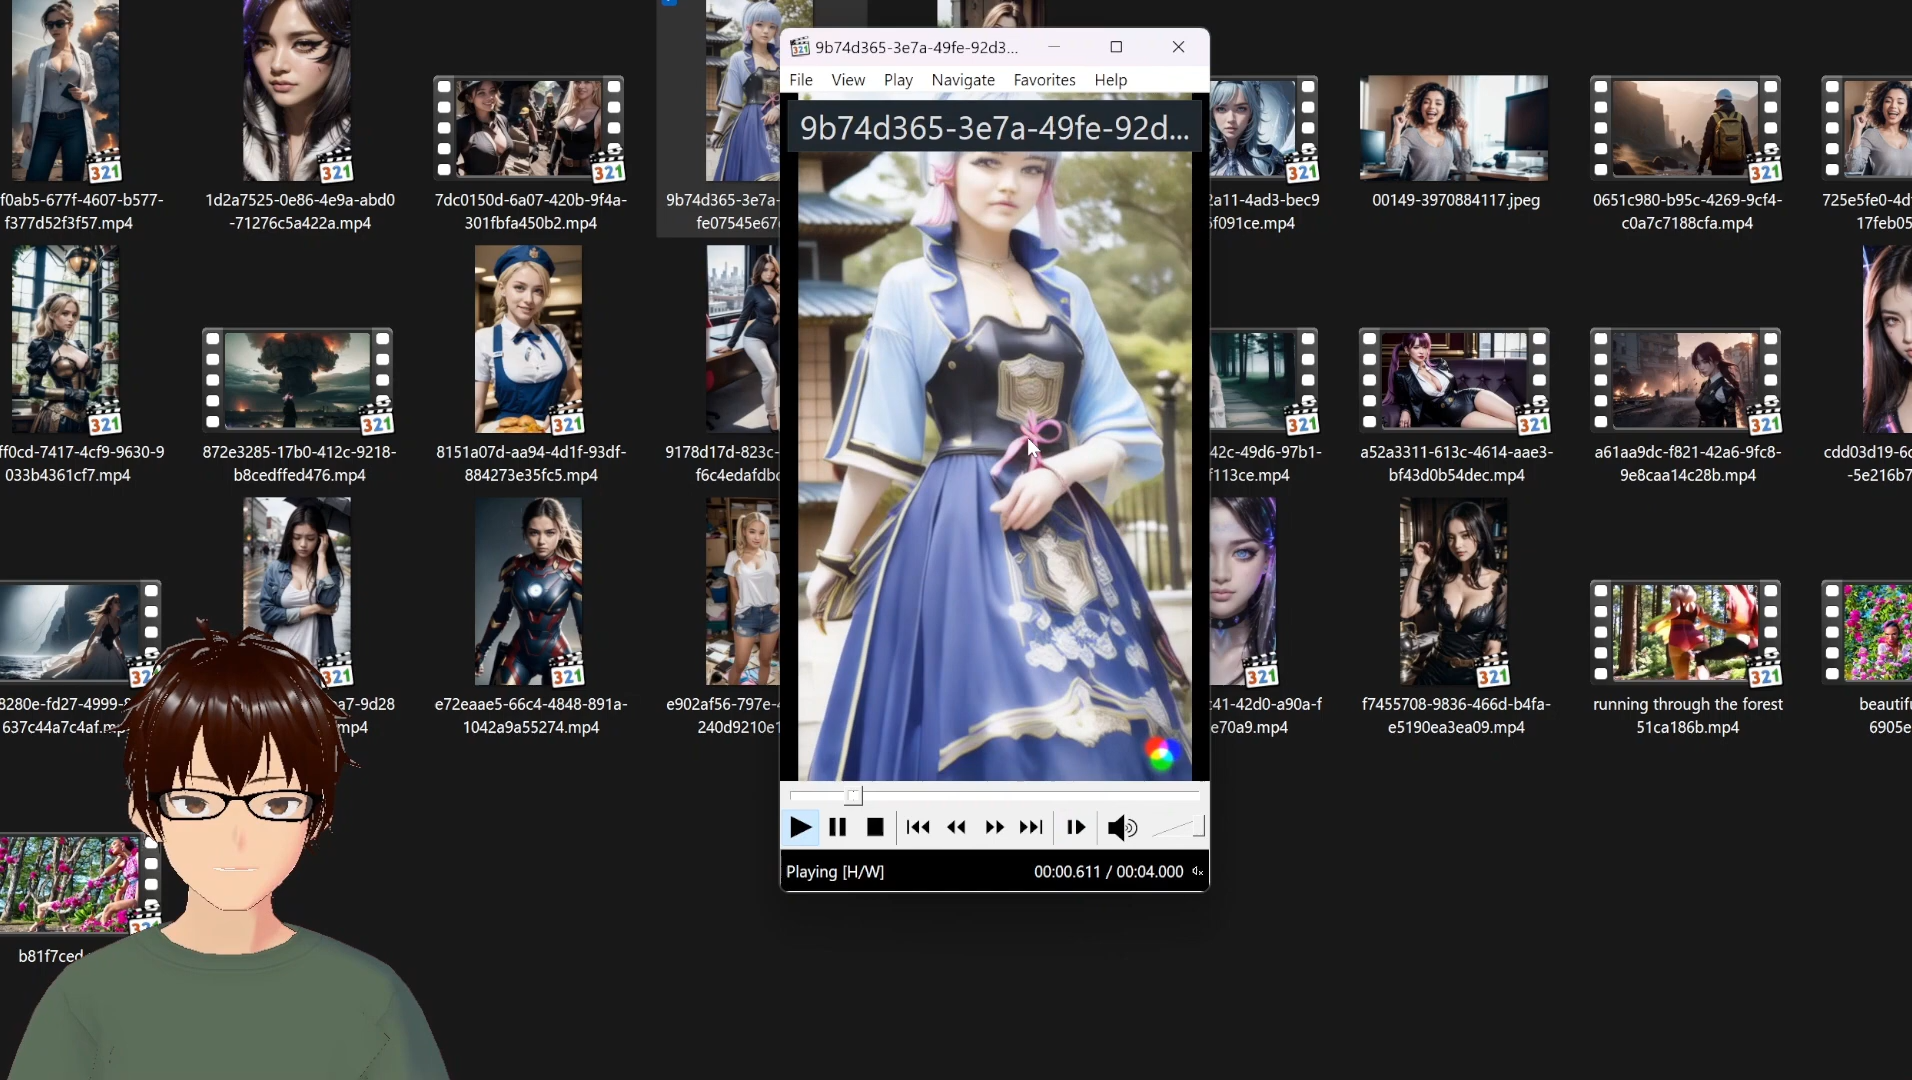 9b74d365-3e7a-49fe-92d3...
File View Play Navigate Favorites Help
9b74d365-3e7a-49fe-92d...
f0ab5-677f-4607-b577-
f377d52f3f57.mp4
1d2a7525-0e86-4e9a-abd0
-71276c5a422a.mp4
7dc0150d-6a07-420b-9f4a-
301fbfa450b2.mp4
9b74d365-3e7a-
fe07545e67
2a11-4ad3-bec9
f091ce.mp4
00149-3970884117.jpeg
0651c980-b95c-4269-9cf4-
c0a7c7188cfa.mp4
725e5fe0-4d
17feb05
ff0cd-7417-4cf9-9630-9
033b4361cf7.mp4
872e3285-17b0-412c-9218-
b8cedffed476.mp4
8151a07d-aa94-4d1f-93df-
884273e35fc5.mp4
9178d17d-823c-
f6c4edafdb
42c-49d6-97b1-
f113ce.mp4
a52a3311-613c-4614-aae3-
bf43d0b54dec.mp4
a61aa9dc-f821-42a6-9fc8-
9e8caa14c28b.mp4
cdd03d19-6
-5e216b7
8280e-fd27-4999-
637c44a7c4af.mp
a7-9d28
mp4
e72eaae5-66c4-4848-891a-
1042a9a55274.mp4
e902af56-797e-
240d9210e1
:41-42d0-a90a-f
e70a9.mp4
f7455708-9836-466d-b4fa-
e5190ea3ea09.mp4
running through the forest
51ca186b.mp4
beautifu
6905e
b81f7ced
Playing [H/W] 00:00.611 / 00:04.000